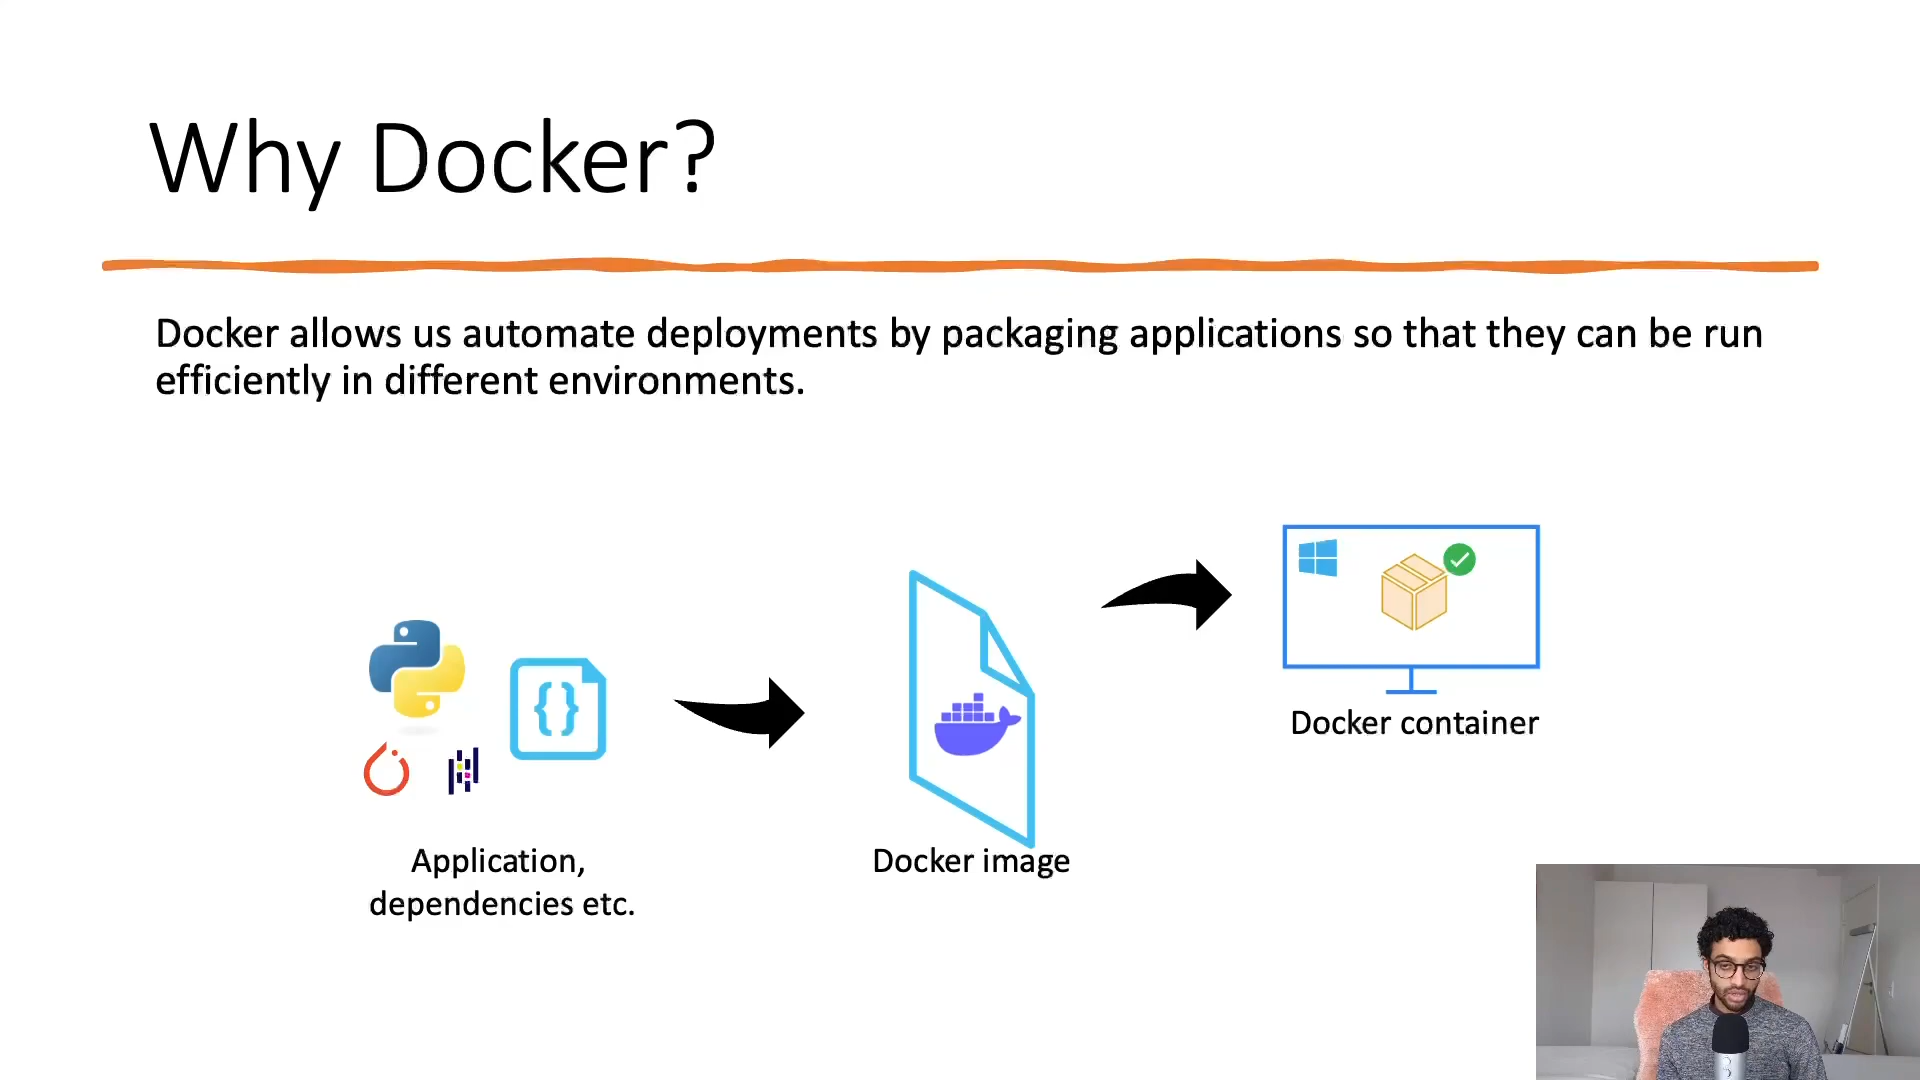 Why Docker?
Docker allows us automate deployments by packaging applications so that they can be run
efficiently in different environments.
Application,
dependencies etc.
Docker image
Docker container